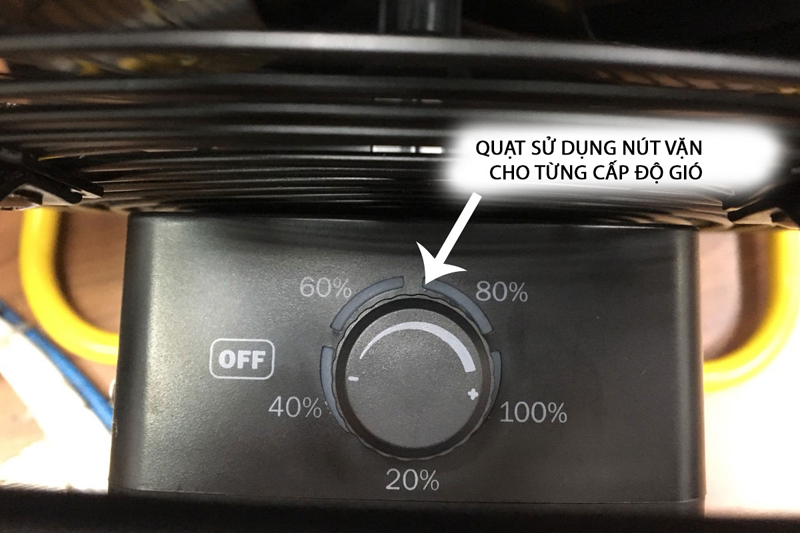 QUẠT SỬ DỤNG NÚT VẶN
CHO TỪNG CẤP ĐỘ GIÓ
60%
80%
OFF
40%
100%
20%
-
+